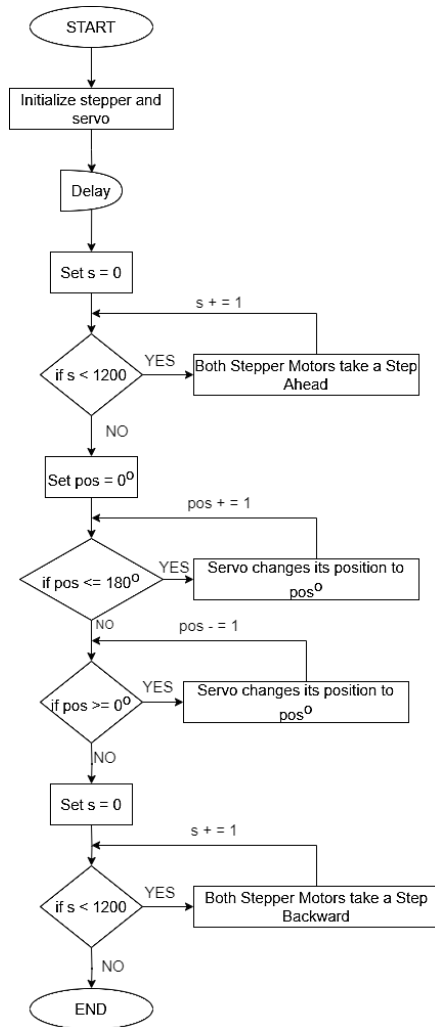 START
Initialize stepper and
servo
Delay
Set s = 0
s + = 1
if s < 1200
YES
Both Stepper Motors take a Step
Ahead
NO
Set pos = 0º
pos + = 1
if pos <= 180º
YES
Servo changes its position to
posº
NO
pos - = 1
if pos >= 0º
YES
Servo changes its position to
posº
NO
Set s = 0
s + = 1
if s < 1200
YES
Both Stepper Motors take a Step
Backward
NO
END